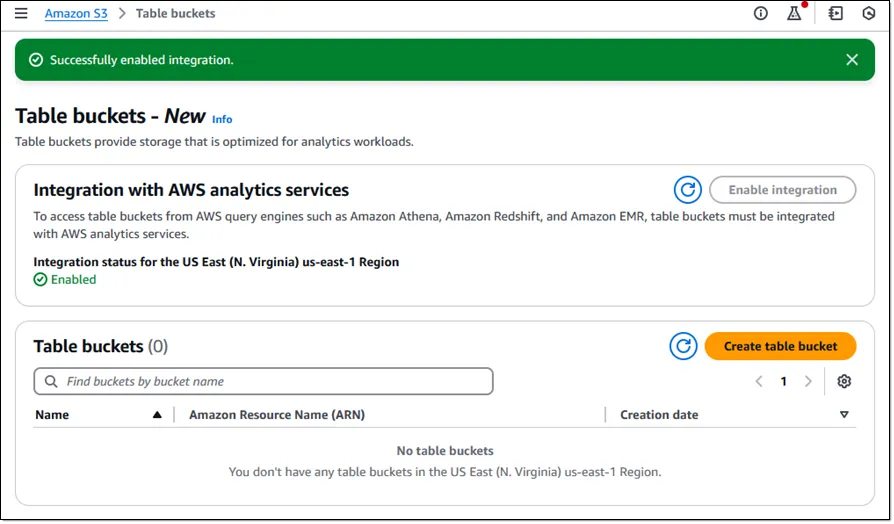 Amazon S3 > Table buckets
Successfully enabled integration.
Table buckets - New Info
Table buckets provide storage that is optimized for analytics workloads.
Integration with AWS analytics services
Enable integration
To access table buckets from AWS query engines such as Amazon Athena, Amazon Redshift, and Amazon EMR, table buckets must be integrated
with AWS analytics services.
Integration status for the US East (N. Virginia) us-east-1 Region
Enabled
Table buckets (0)
Create table bucket
Find buckets by bucket name
1
Name
Amazon Resource Name (ARN)
Creation date
No table buckets
You don't have any table buckets in the US East (N. Virginia) us-east-1 Region.